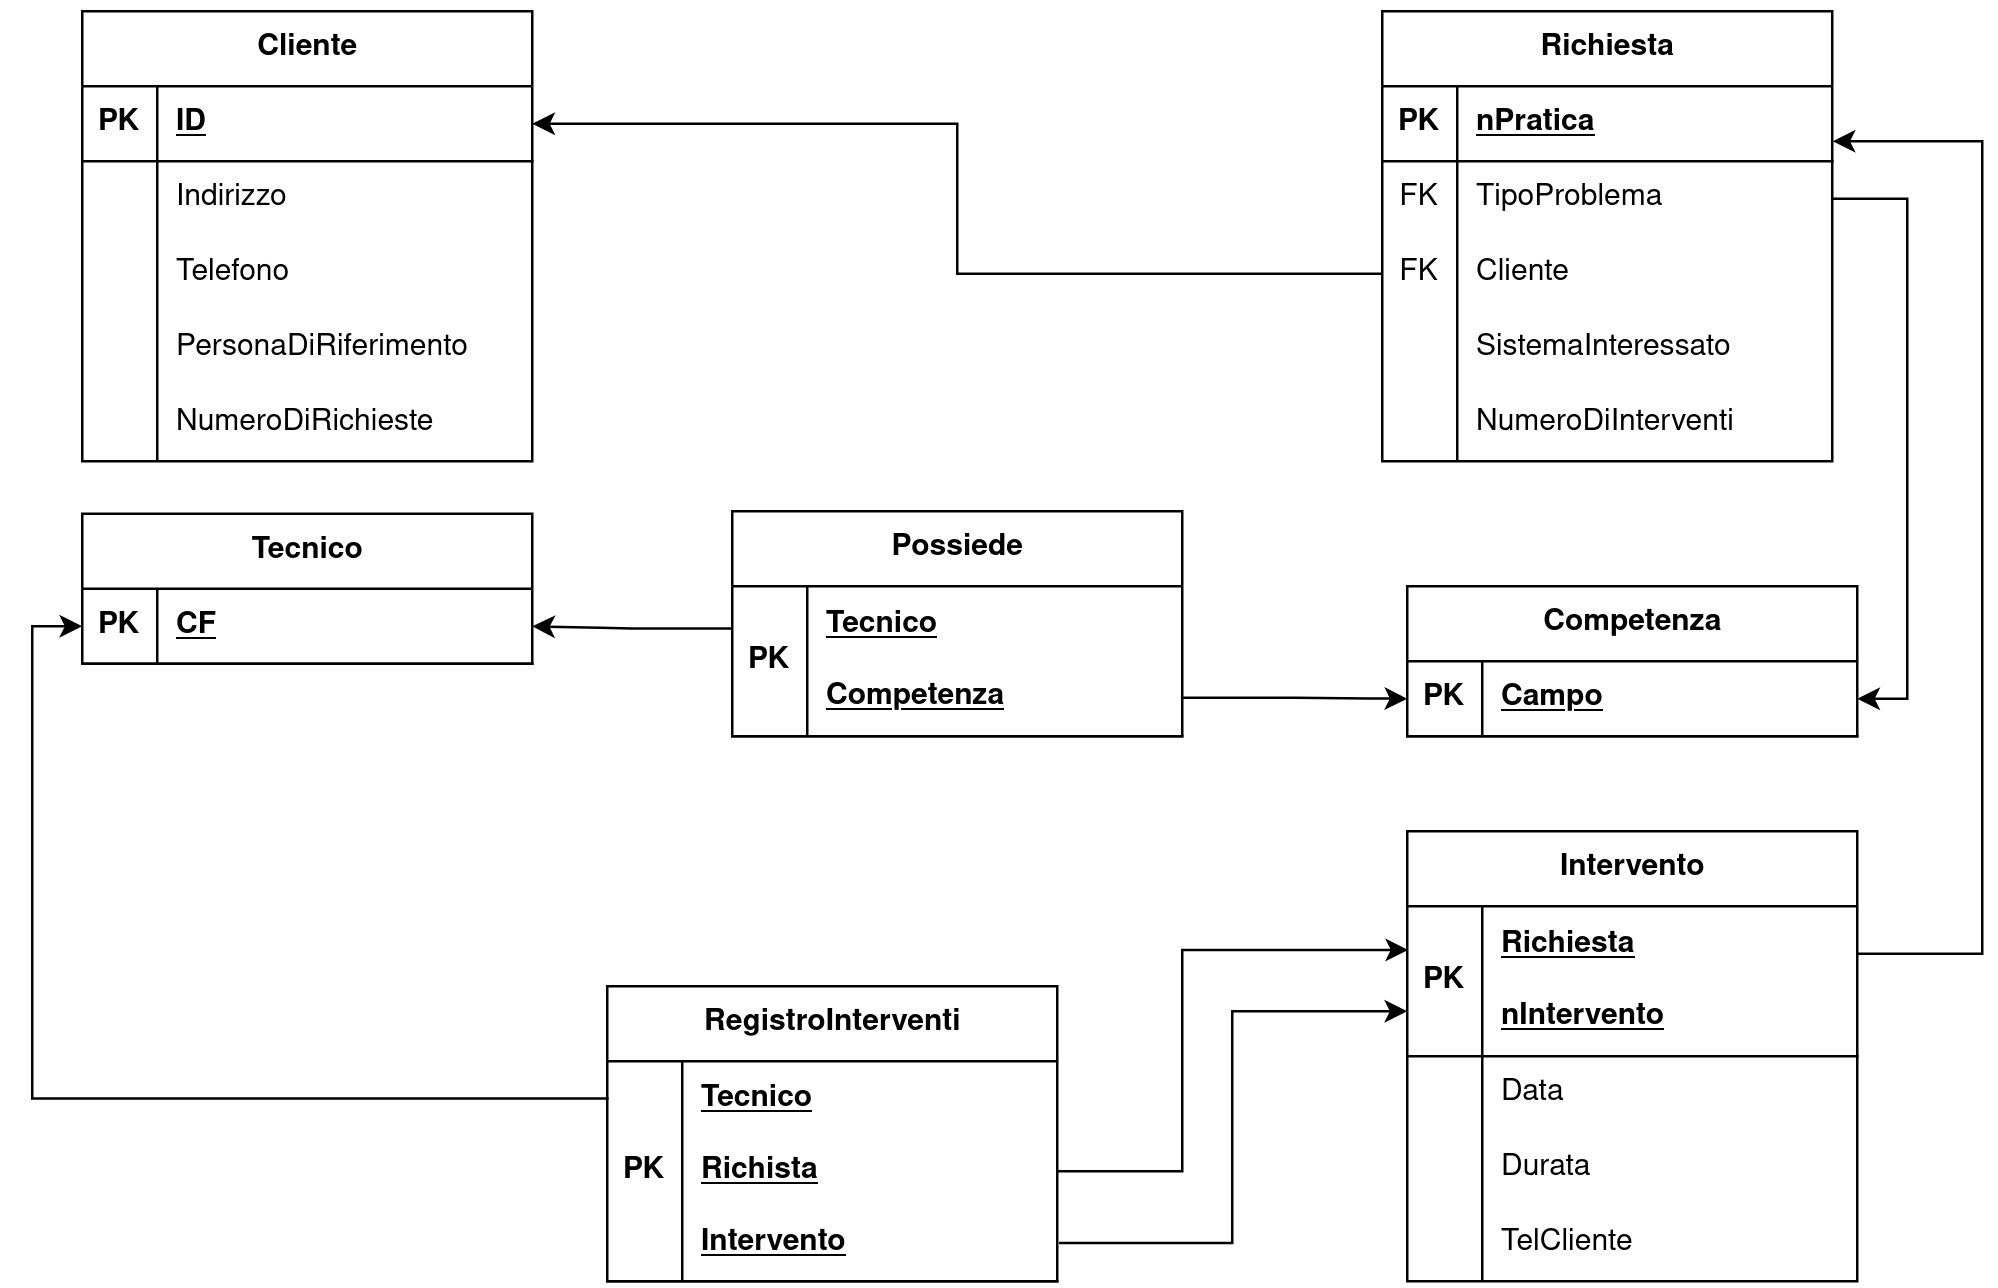 Cliente
PK ID
Indirizzo
Telefono
PersonaDiRiferimento
NumeroDiRichieste
Richiesta
PK nPratica
FK TipoProblema
FK Cliente
SistemaInteressato
NumeroDiInterventi
Tecnico
PK CF
Possiede
PK
Tecnico
Competenza
Competenza
PK Campo
Intervento
PK
Richiesta
nIntervento
Data
Durata
TelCliente
RegistroInterventi
PK
Tecnico
Richista
Intervento